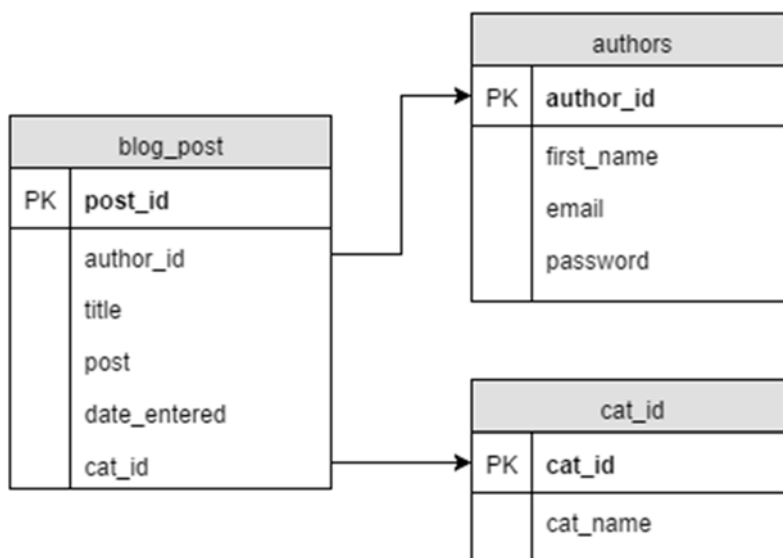 authors
PK author_id
first_name
email
password
blog_post
PK post_id
author_id
title
post
date_entered
cat_id
cat_id
PK cat_id
cat_name